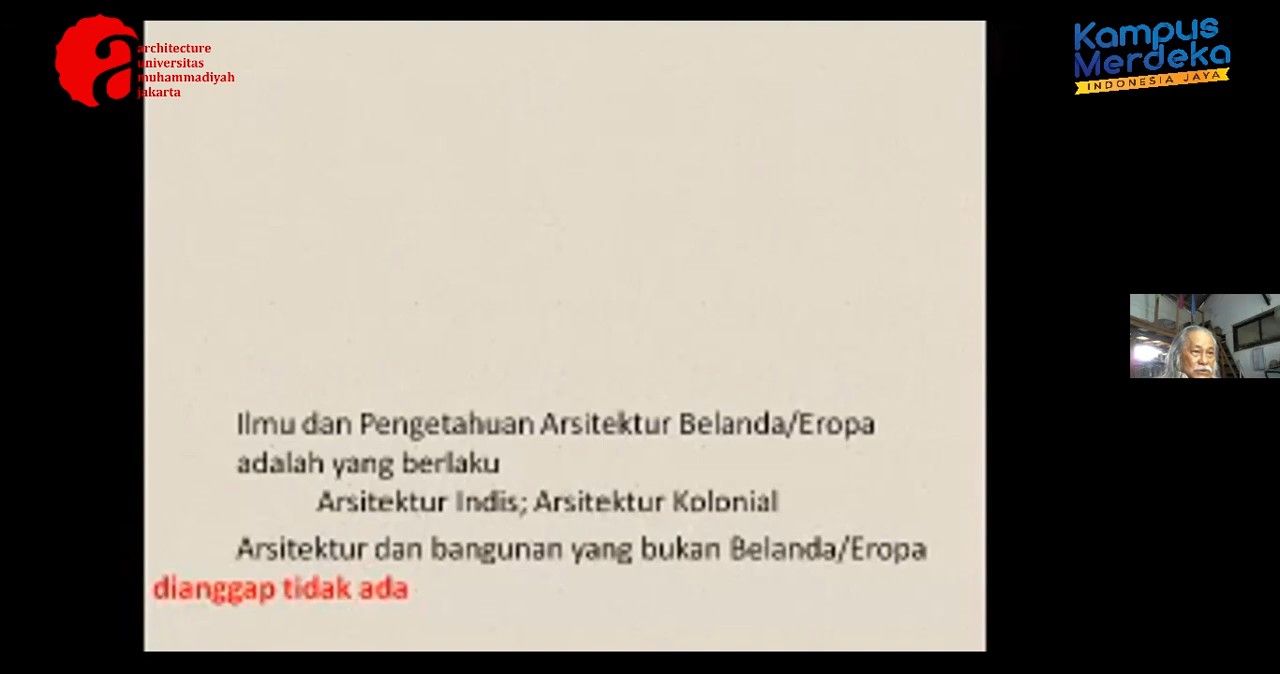 architecture
universitas
muhammadiyah
jakarta
Kampus
Merdeka
INDONESIA JAYA
Ilmu dan Pengetahuan Arsitektur Belanda/Eropa
adalah yang berlaku
Arsitektur Indis; Arsitektur Kolonial
Arsitektur dan bangunan yang bukan Belanda/Eropa
dianggap tidak ada